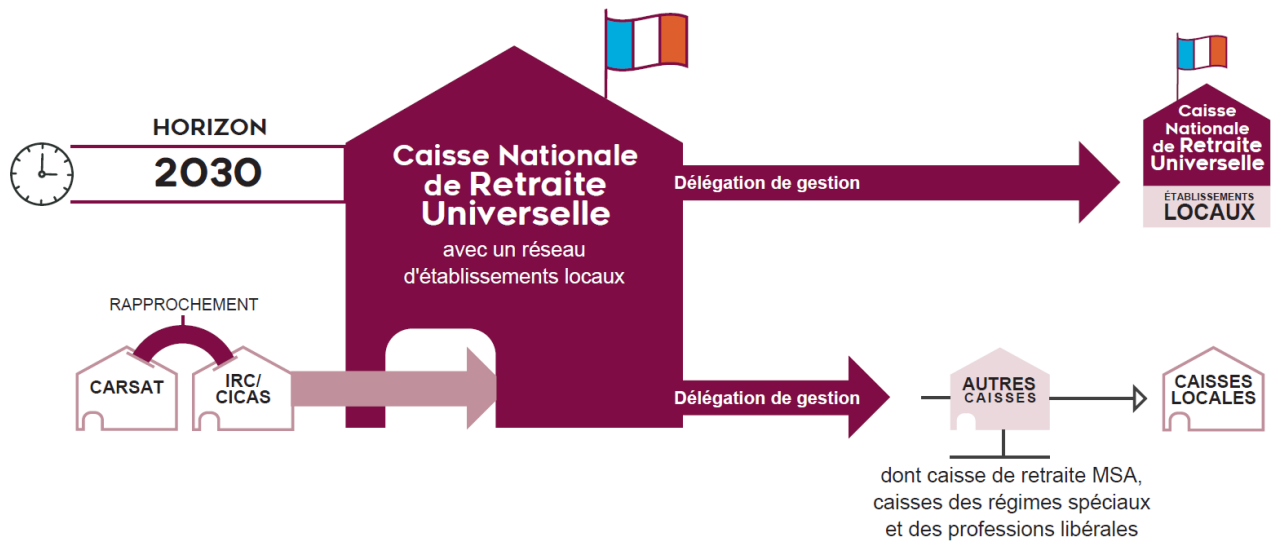 HORIZON
2030
Caisse Nationale
de Retraite
Universelle
avec un réseau
d'établissements locaux
Délégation de gestion
Caisse
Nationale
de Retraite
Universelle
ÉTABLISSEMENTS
LOCAUX
RAPPROCHEMENT
CARSAT
IRC/
CICAS
Délégation de gestion
AUTRES
CAISSES
CAISSES
LOCALES
dont caisse de retraite MSA,
caisses des régimes spéciaux
et des professions libérales